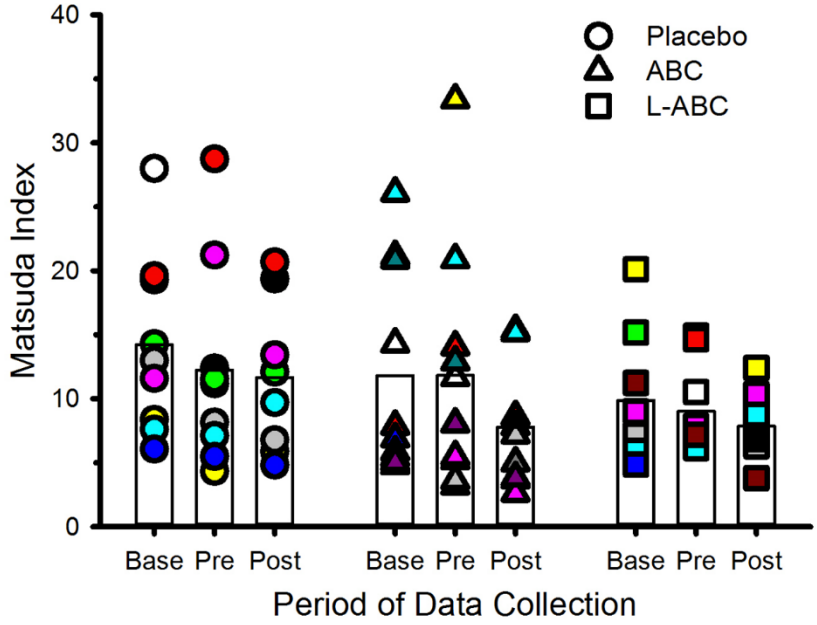 40
30
20
10
0
Matsuda Index
Placebo
ABC
L-ABC
Base Pre Post Base Pre Post Base Pre Post
Period of Data Collection